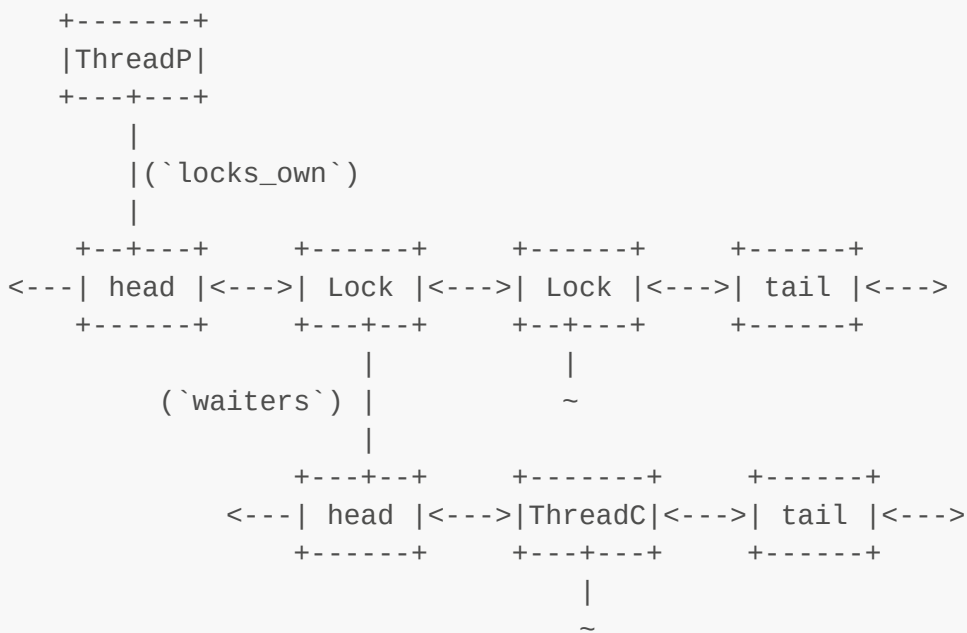 +-------+
|ThreadP|
+---+---+
|
|(`locks_own`)
|
+--+---+ +------+ +------+ +------+
<---| head |<--->| Lock |<--->| Lock |<--->| tail |<--->
+------+ +---+--+ +--+---+ +------+
| |
(`waiters`) | ~
|
+---+--+ +-------+ +------+
<---| head |<--->|ThreadC|<--->| tail |<--->
+------+ +---+---+ +------+
|
~